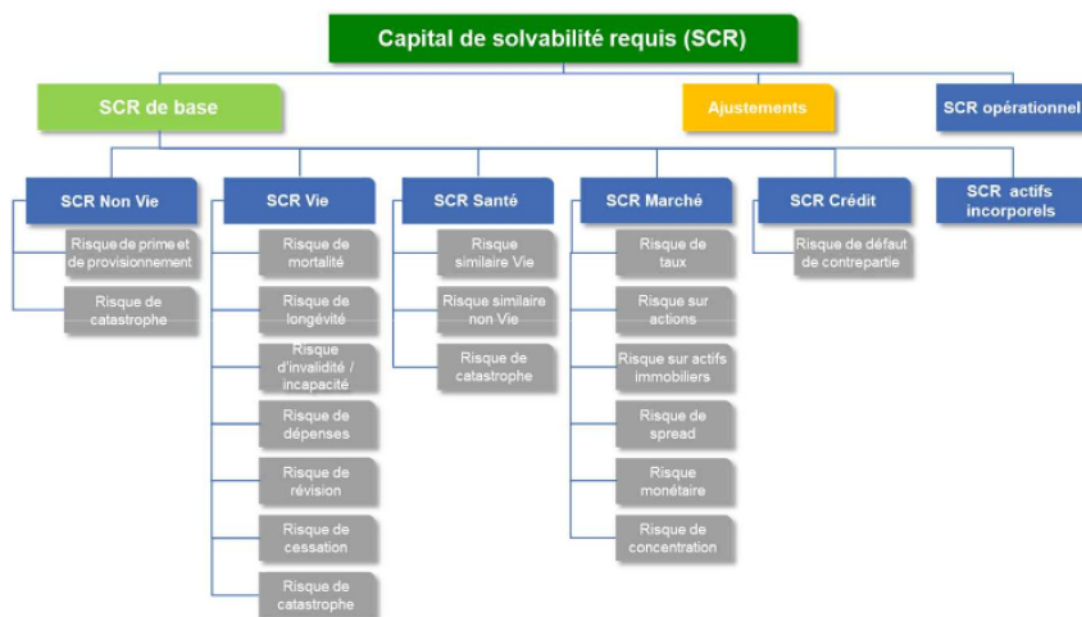 Capital de solvabilité requis (SCR)
SCR de base
Ajustements
SCR opérationnel
SCR Non Vie
Risque de prime et
de provisionnement
Risque de
catastrophe
SCR Vie
Risque de
mortalité
Risque de
longévité
Risque
d'invalidité /
incapacité
Risque de
dépenses
Risque de
révision
Risque de
cessation
Risque de
catastrophe
SCR Santé
Risque
similaire Vie
Risque similaire
non Vie
Risque de
catastrophe
SCR Marché
Risque de
taux
Risque sur
actions
Risque sur actifs
immobiliers
Risque de
spread
Risque
monétaire
Risque de
concentration
SCR Crédit
Risque de défaut
de contrepartie
SCR actifs
incorporels